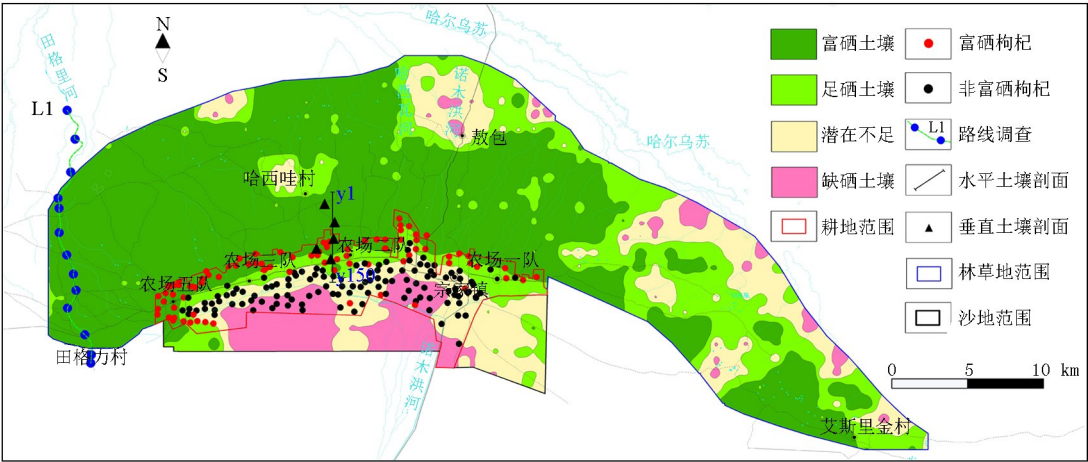 N
S
哈尔乌苏
田格里河
L1
诺木洪河
敖包
哈尔乌苏
哈西哇村
y1
农场二队
农场三队
农场一队
农场五队
y150
宗加镇
田格力村
诺木洪河
艾斯里金村
富硒土壤
富硒枸杞
足硒土壤
非富硒枸杞
潜在不足
L1
路线调查
缺硒土壤
水平土壤剖面
耕地范围
垂直土壤剖面
林草地范围
沙地范围
0 5 10 km